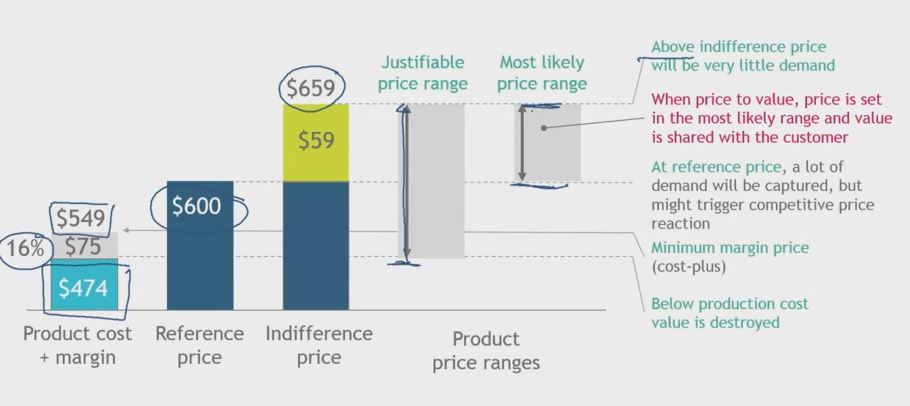 $549
16%
$75
$474
Product cost
+ margin
$600
Reference
price
$659
$59
Indifference
price
Justifiable
price range
Most likely
price range
Product
price ranges
Above indifference price
will be very little demand
When price to value, price is set
in the most likely range and value
is shared with the customer
At reference price, a lot of
demand will be captured, but
might trigger competitive price
reaction
Minimum margin price
(cost-plus)
Below production cost
value is destroyed